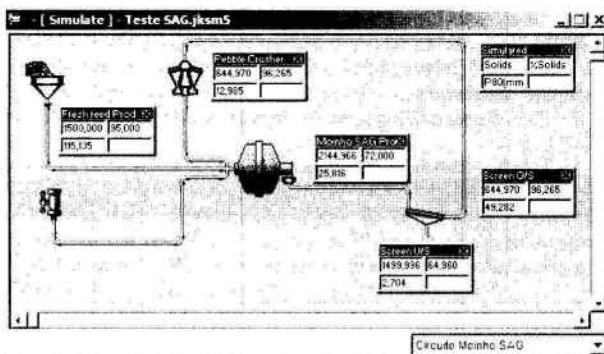 - [ Simulate ] - Teste SAG.jksm5
Pebble Crusher
644,970 96,265
12,985
Simulated
Solids %Solids
P80(mm
Fresh feed Prod
1500,000 95,000
115,135
Moinho SAG Pro
2144,966 72,000
25,816
Screen O/S
644,970 96,265
49,282
Screen U/S
1499,996 64,960
2,704
Circuito Moinho SAG